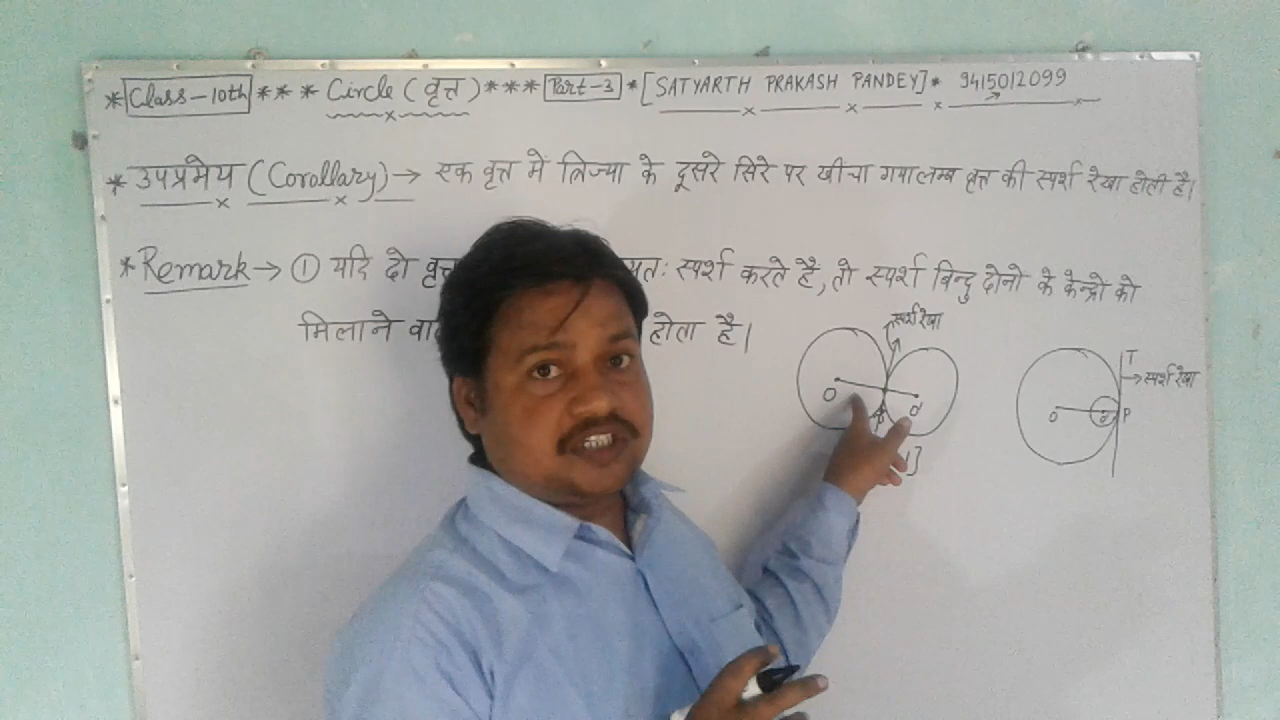 *Class-10th*** Circle (वृत्त)*** Part-3 *[SATYARTH PRAKASH PANDEY]* 9415012099
* उपप्रमेय (Corollary)→ एक वृत्त में त्रिज्या के दूसरे सिरे पर खींचा गया लम्ब वृत्त की स्पर्श रेखा होती है।
*Remark→ ① यदि दो वृत्त यतः स्पर्श करते है, तो स्पर्श बिन्दु दोनो के केन्द्रो को
मिलाने वा होता है।
स्पर्श रेखा
O P O'
T
→स्पर्श रेखा
O P